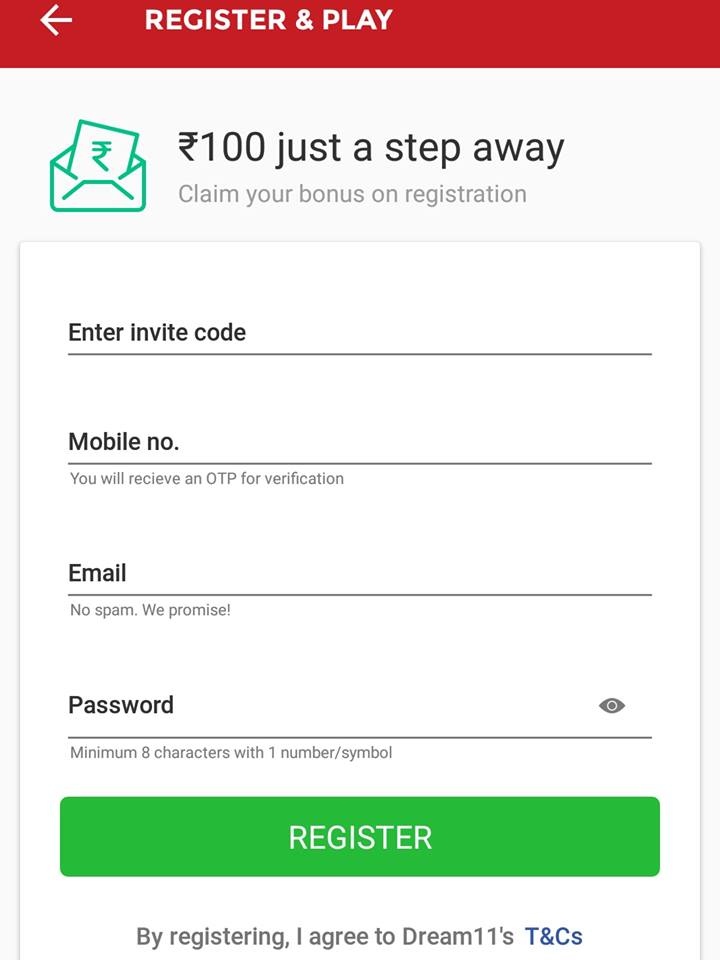 REGISTER & PLAY
₹
₹100 just a step away
Claim your bonus on registration
Enter invite code
Mobile no.
You will recieve an OTP for verification
Email
No spam. We promise!
Password
Minimum 8 characters with 1 number/symbol
REGISTER
By registering, I agree to Dream11's T&Cs